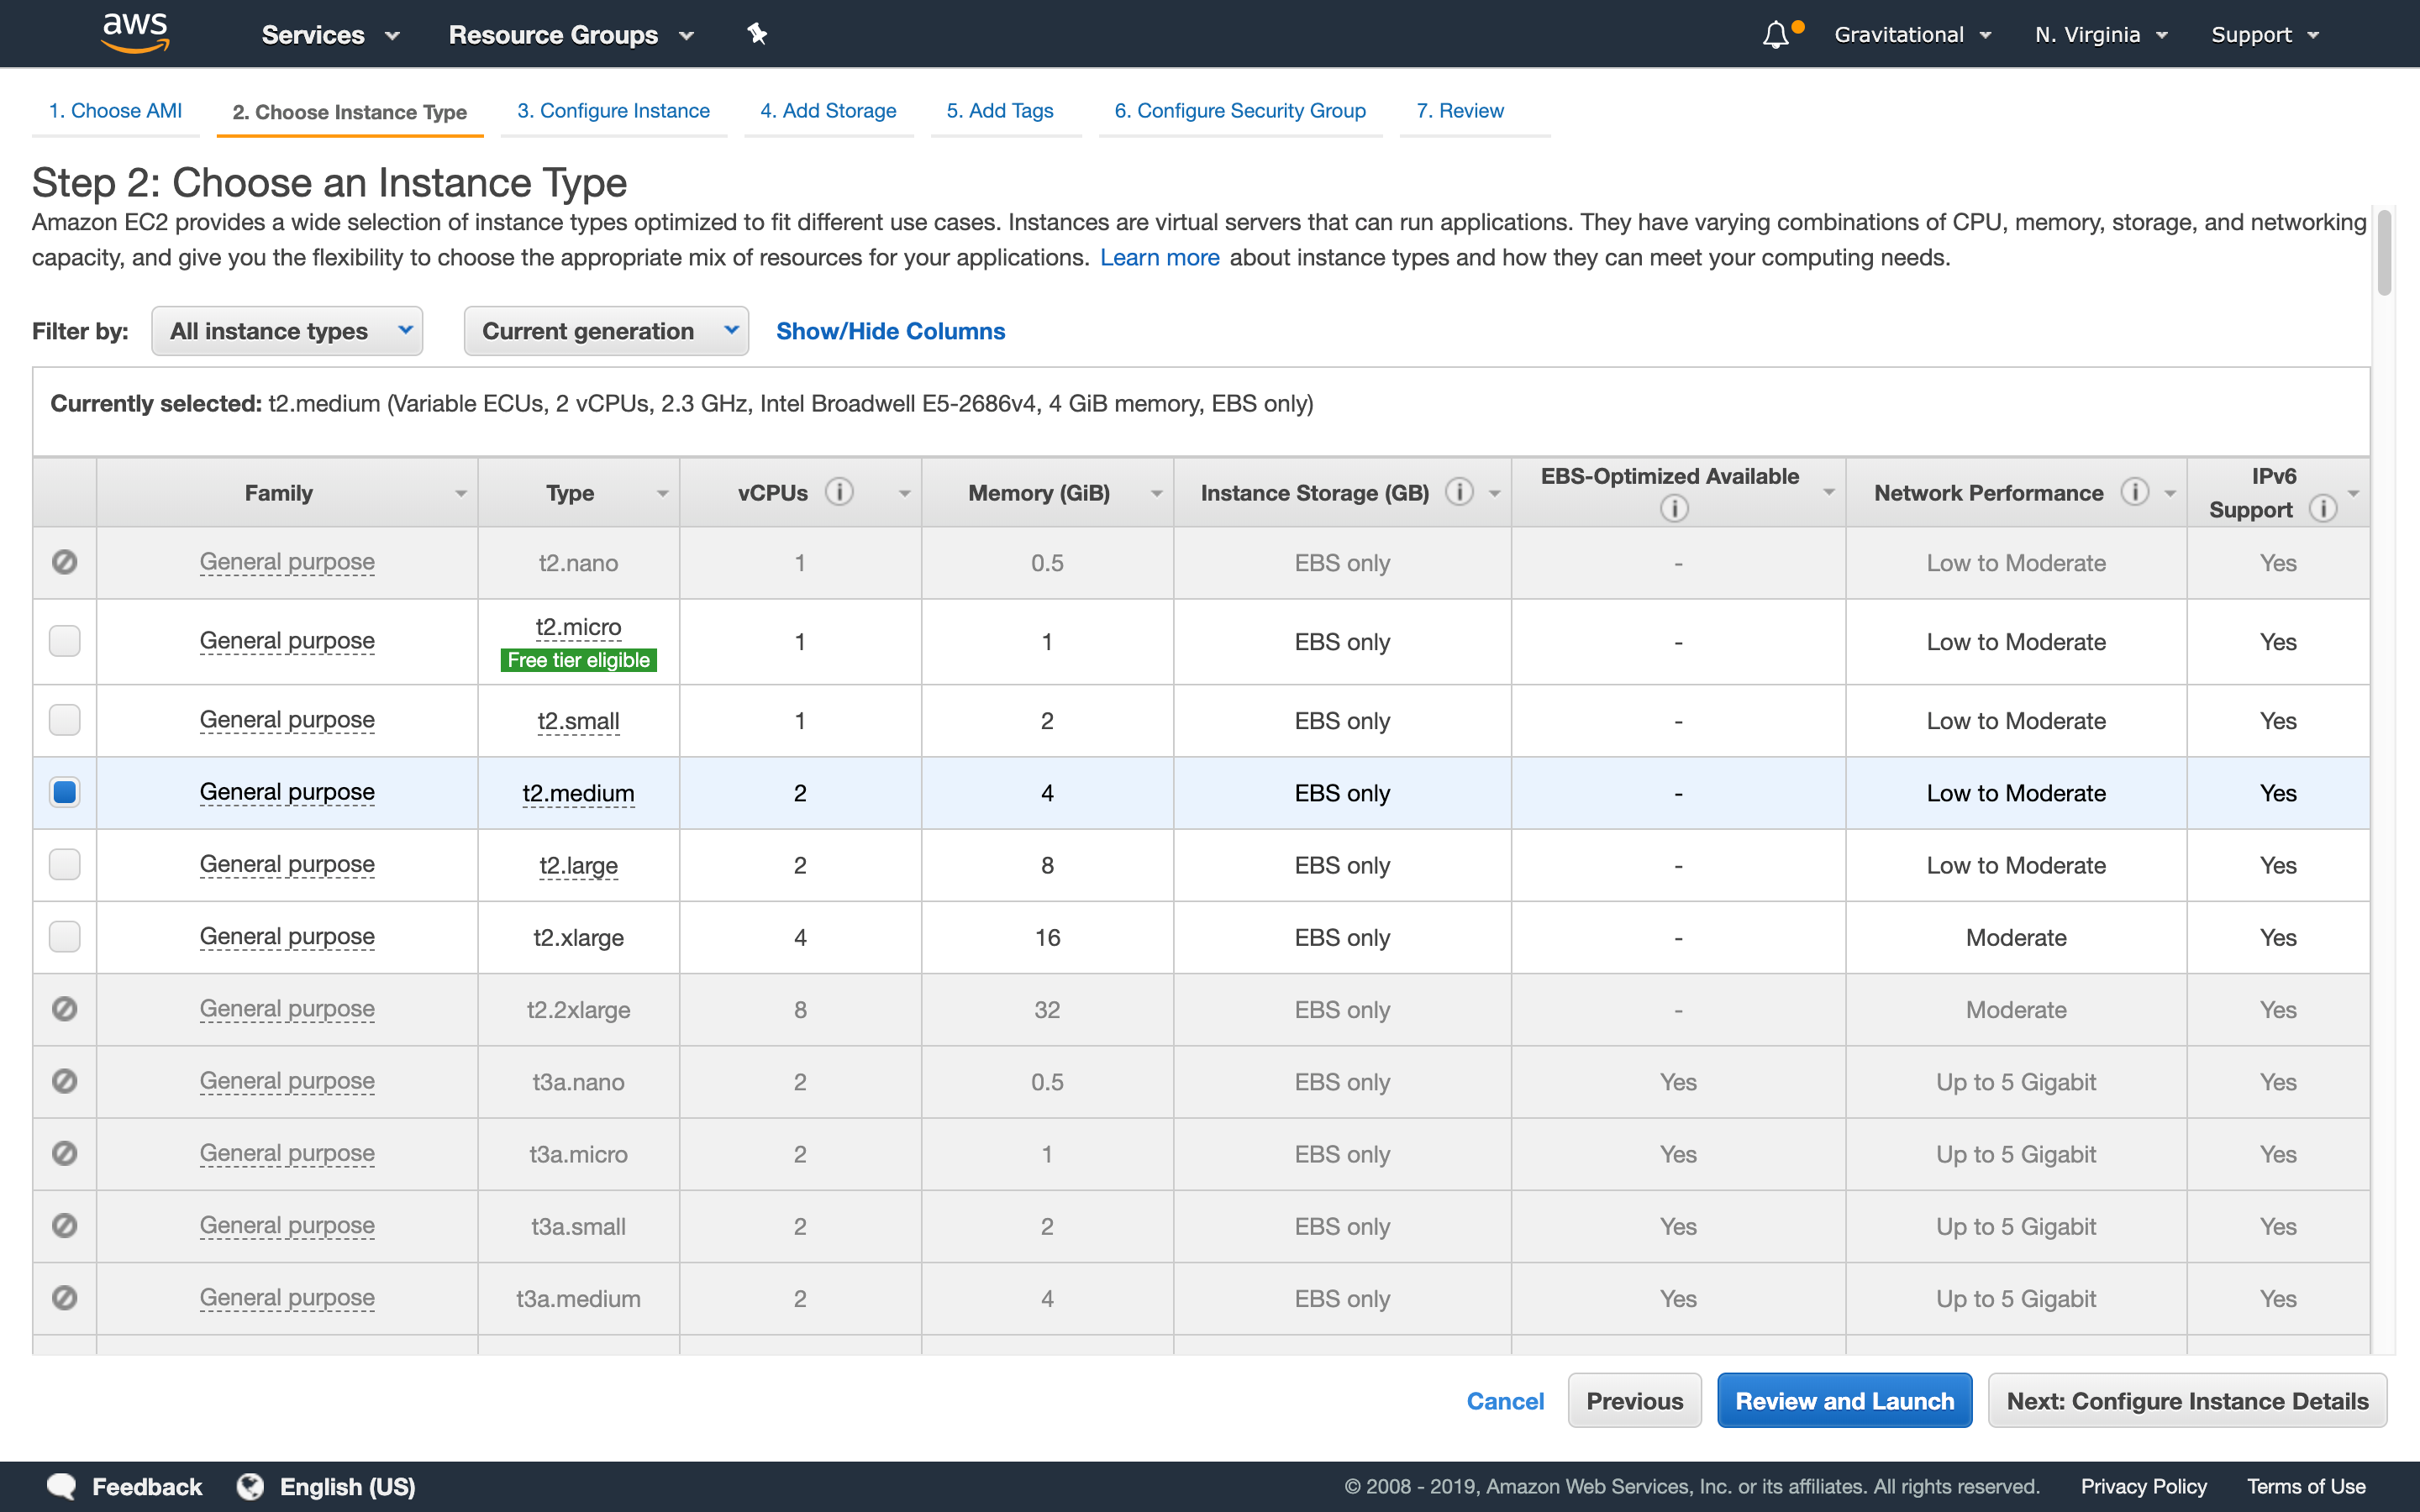 aws Services Resource Groups Gravitational N. Virginia Support
1. Choose AMI 2. Choose Instance Type 3. Configure Instance 4. Add Storage 5. Add Tags 6. Configure Security Group 7. Review
Step 2: Choose an Instance Type
Amazon EC2 provides a wide selection of instance types optimized to fit different use cases. Instances are virtual servers that can run applications. They have varying combinations of CPU, memory, storage, and networking
capacity, and give you the flexibility to choose the appropriate mix of resources for your applications. Learn more about instance types and how they can meet your computing needs.
Filter by: All instance types Current generation Show/Hide Columns
Currently selected: t2.medium (Variable ECUs, 2 vCPUs, 2.3 GHz, Intel Broadwell E5-2686v4, 4 GiB memory, EBS only)
Family Type vCPUs i Memory (GiB) Instance Storage (GB) i EBS-Optimized Available i Network Performance i IPv6 Support i
General purpose t2.nano 1 0.5 EBS only - Low to Moderate Yes
General purpose t2.micro Free tier eligible 1 1 EBS only - Low to Moderate Yes
General purpose t2.small 1 2 EBS only - Low to Moderate Yes
General purpose t2.medium 2 4 EBS only - Low to Moderate Yes
General purpose t2.large 2 8 EBS only - Low to Moderate Yes
General purpose t2.xlarge 4 16 EBS only - Moderate Yes
General purpose t2.2xlarge 8 32 EBS only - Moderate Yes
General purpose t3a.nano 2 0.5 EBS only Yes Up to 5 Gigabit Yes
General purpose t3a.micro 2 1 EBS only Yes Up to 5 Gigabit Yes
General purpose t3a.small 2 2 EBS only Yes Up to 5 Gigabit Yes
General purpose t3a.medium 2 4 EBS only Yes Up to 5 Gigabit Yes
Cancel Previous Review and Launch Next: Configure Instance Details
Feedback English (US) © 2008 - 2019, Amazon Web Services, Inc. or its affiliates. All rights reserved. Privacy Policy Terms of Use